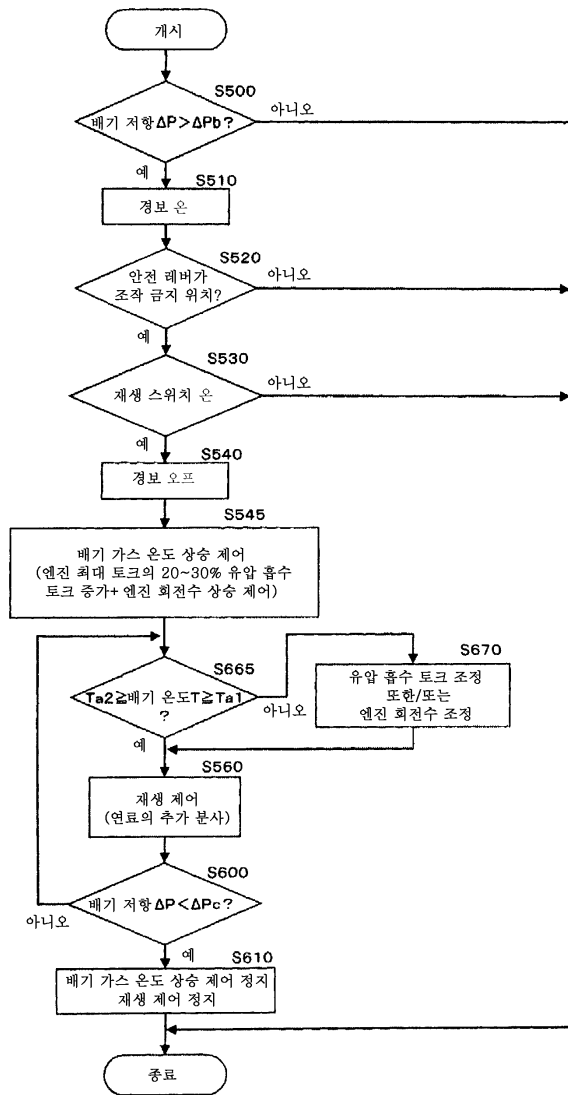 개시
S500
배기 저항ΔP>ΔPb?
아니오
예
S510
경보 온
S520
안전 레버가
조작 금지 위치?
아니오
예
S530
재생 스위치 온
아니오
예
S540
경보 오프
S545
배기 가스 온도 상승 제어
(엔진 최대 토크의 20~30% 유압 흡수
토크 증가+ 엔진 회전수 상승 제어)
S665
Ta2≧배기 온도T≧Ta1
?
아니오
예
S670
유압 흡수 토크 조정
또한/또는
엔진 회전수 조정
S560
재생 제어
(연료의 추가 분사)
S600
배기 저항ΔP<ΔPc?
아니오
예
S610
배기 가스 온도 상승 제어 정지
재생 제어 정지
종료